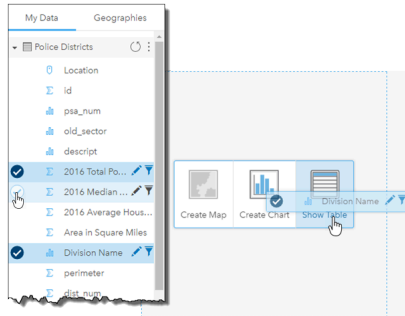 My Data Geographies
Police Districts
Location
id
psa_num
old_sector
descript
2016 Total Po...
2016 Median ...
2016 Average Hous...
Area in Square Miles
Division Name
perimeter
dist_num
Create Map Create Chart Show Table
Division Name